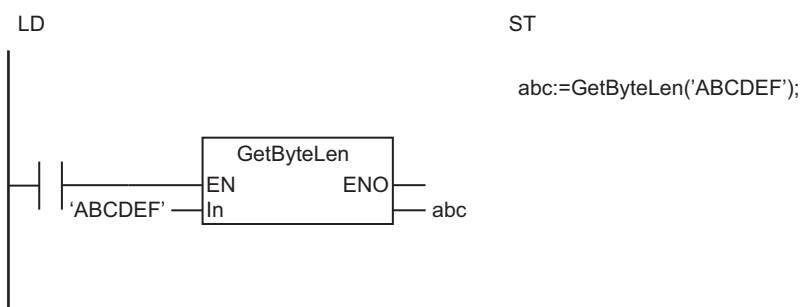 LD
ST
abc:=GetByteLen('ABCDEF');
GetByteLen
EN ENO
‘ABCDEF’ In abc